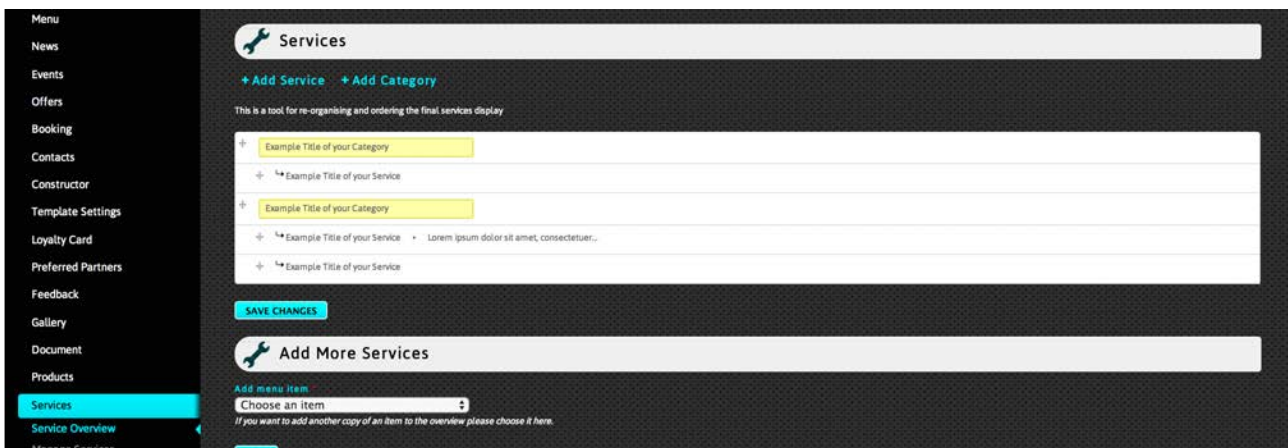 Menu
News
Events
Offers
Booking
Contacts
Constructor
Template Settings
Loyalty Card
Preferred Partners
Feedback
Gallery
Document
Products
Services
Service Overview
Manage Services
Services
+ Add Service + Add Category
This is a tool for re-organising and ordering the final services display
Example Title of your Category
Example Title of your Service
Example Title of your Category
Example Title of your Service • Lorem ipsum dolor sit amet, consectetuer...
Example Title of your Service
SAVE CHANGES
Add More Services
Add menu item
Choose an item
If you want to add another copy of an item to the overview please choose it here.